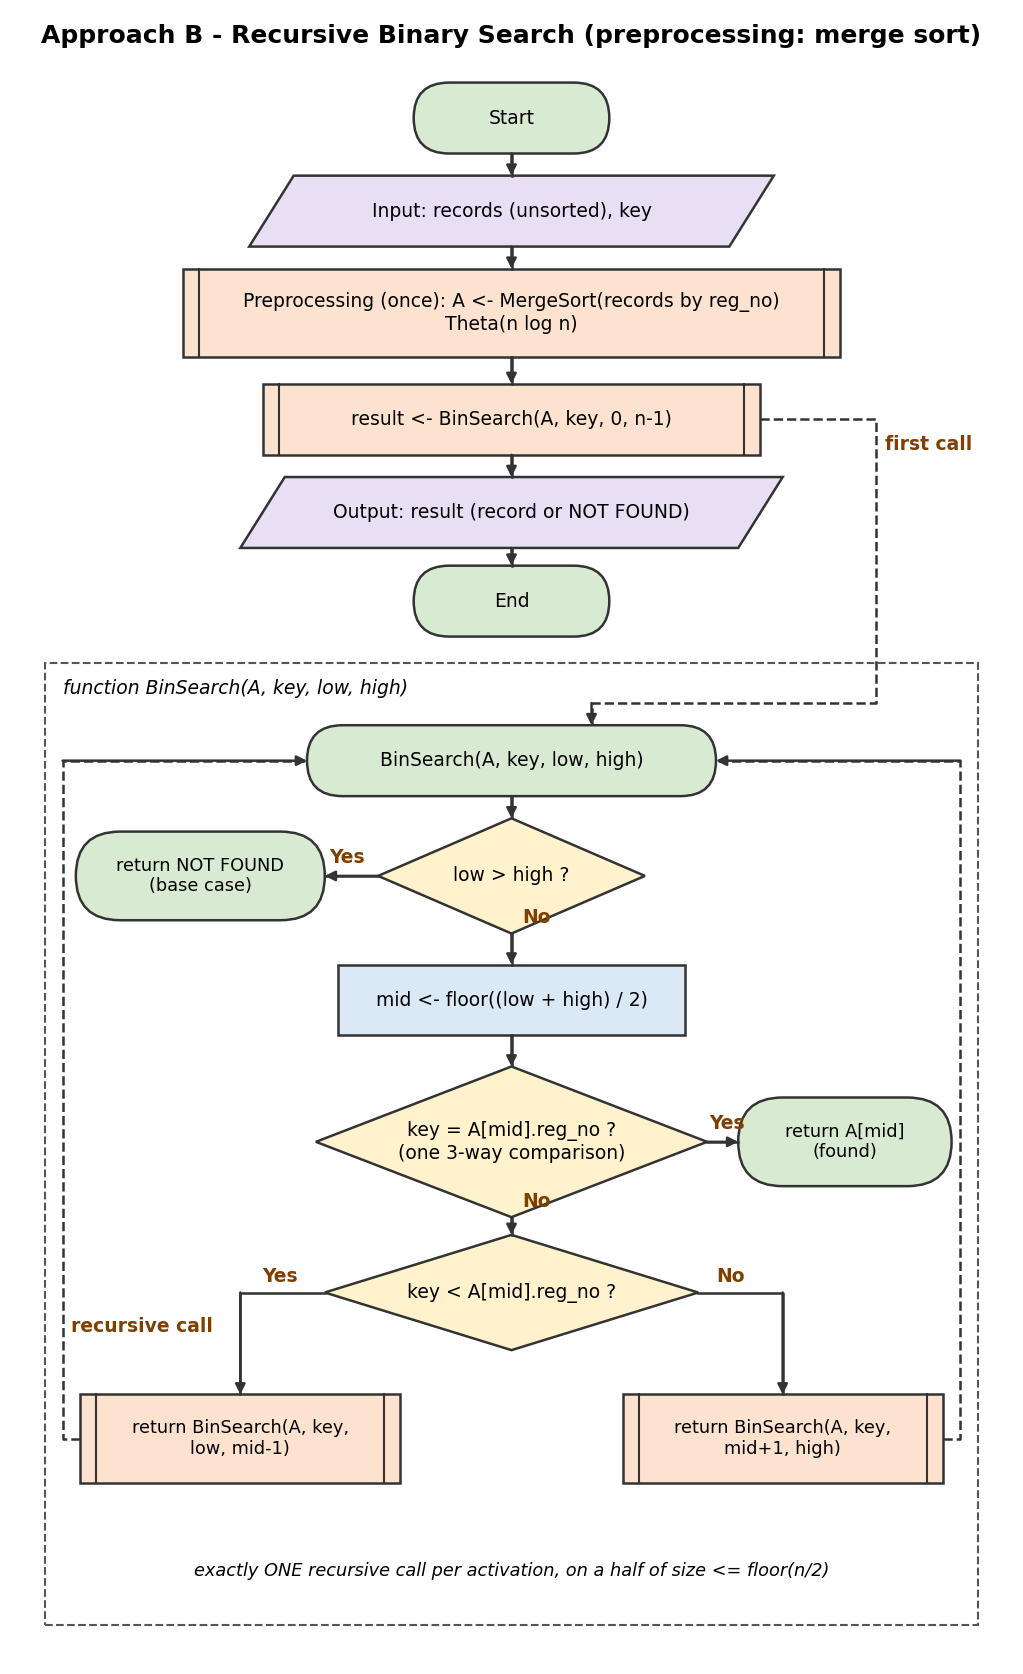 Approach B - Recursive Binary Search (preprocessing: merge sort)
Start
Input: records (unsorted), key
Preprocessing (once): A <- MergeSort(records by reg_no)
Theta(n log n)
result <- BinSearch(A, key, 0, n-1)
first call
Output: result (record or NOT FOUND)
End
function BinSearch(A, key, low, high)
BinSearch(A, key, low, high)
low > high ?
Yes
return NOT FOUND
(base case)
No
mid <- floor((low + high) / 2)
key = A[mid].reg_no ?
(one 3-way comparison)
Yes
return A[mid]
(found)
No
key < A[mid].reg_no ?
Yes
No
recursive call
return BinSearch(A, key,
low, mid-1)
return BinSearch(A, key,
mid+1, high)
exactly ONE recursive call per activation, on a half of size <= floor(n/2)